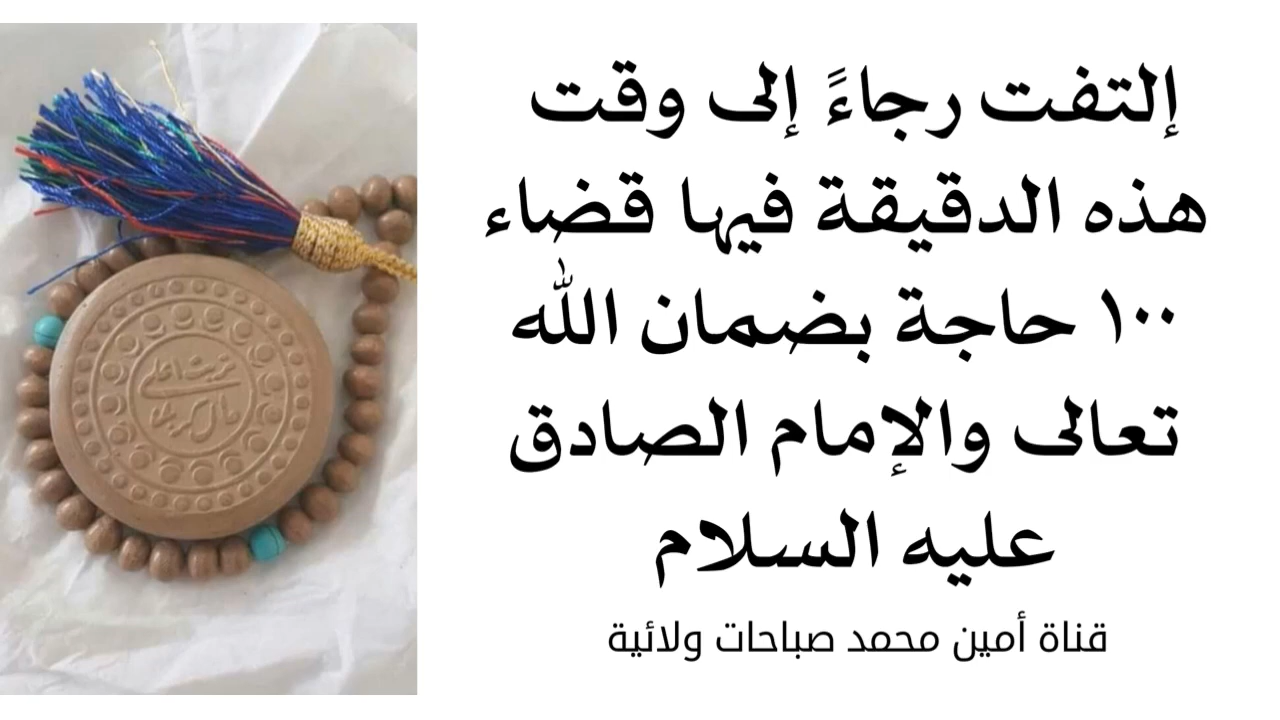 إلتفت رجاءً إلى وقت
هذه الدقيقة فيها قضاء
١٠٠ حاجة بضمان الله
تعالى والإمام الصادق
عليه السلام
قناة أمين محمد صباحات ولائية